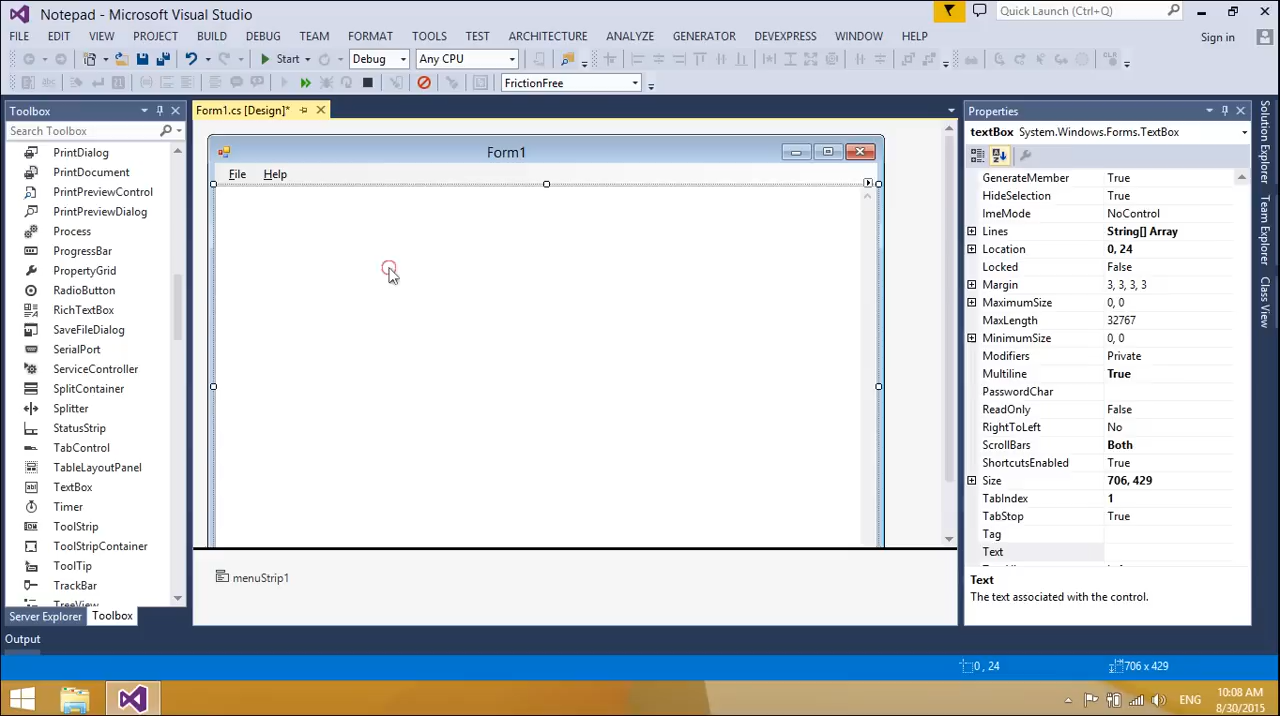 Notepad - Microsoft Visual Studio
Quick Launch (Ctrl+Q)
FILE EDIT VIEW PROJECT BUILD DEBUG TEAM FORMAT TOOLS TEST ARCHITECTURE ANALYZE GENERATOR DEVEXPRESS WINDOW HELP
Sign in
Start Debug Any CPU
FrictionFree
Toolbox
Search Toolbox
PrintDialog
PrintDocument
PrintPreviewControl
PrintPreviewDialog
Process
ProgressBar
PropertyGrid
RadioButton
RichTextBox
SaveFileDialog
SerialPort
ServiceController
SplitContainer
Splitter
StatusStrip
TabControl
TableLayoutPanel
TextBox
Timer
ToolStrip
ToolStripContainer
ToolTip
TrackBar
TreeView
Server Explorer Toolbox
Output
Form1.cs [Design]*
Form1
File Help
menuStrip1
Properties
textBox System.Windows.Forms.TextBox
GenerateMember True
HideSelection True
ImeMode NoControl
Lines String[] Array
Location 0, 24
Locked False
Margin 3, 3, 3, 3
MaximumSize 0, 0
MaxLength 32767
MinimumSize 0, 0
Modifiers Private
Multiline True
PasswordChar
ReadOnly False
RightToLeft No
ScrollBars Both
ShortcutsEnabled True
Size 706, 429
TabIndex 1
TabStop True
Tag
Text
Text
The text associated with the control.
Solution Explorer
Team Explorer
Class View
0 , 24
706 x 429
ENG
10:08 AM
8/30/2015